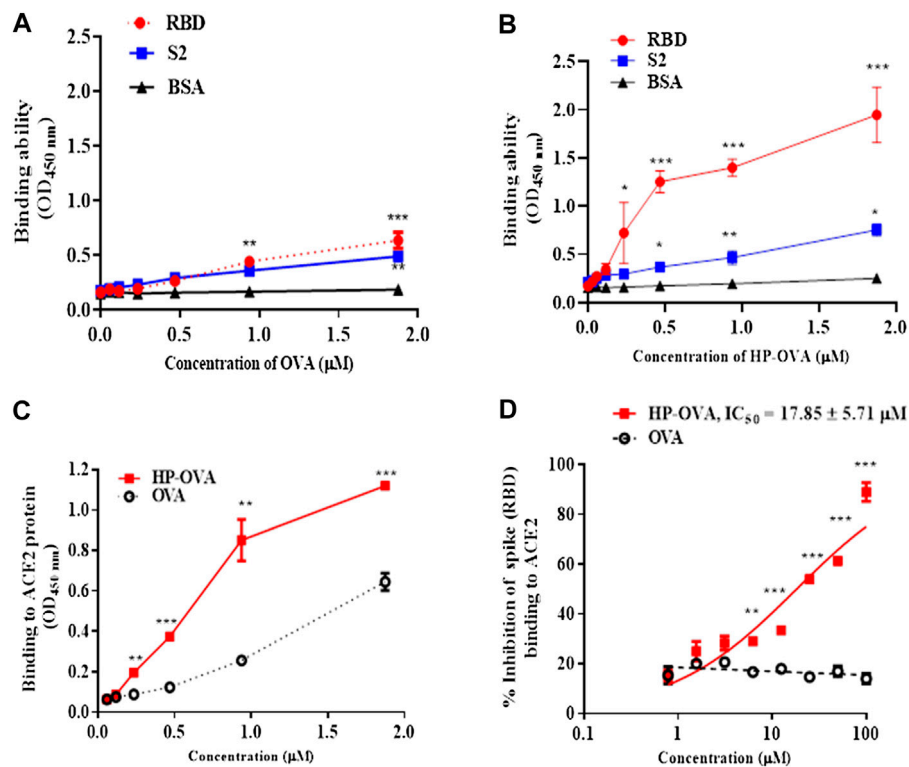 A
RBD
S2
BSA
2.5
2.0
1.5
1.0
0.5
0.0
Binding ability
(OD450 nm)
**
***
**
0.0 0.5 1.0 1.5 2.0
Concentration of OVA (μM)
B
RBD
S2
BSA
2.5
2.0
1.5
1.0
0.5
0.0
Binding ability
(OD450 nm)
*
***
***
***
*
**
*
0.0 0.5 1.0 1.5 2.0
Concentration of HP-OVA (μM)
C
HP-OVA
OVA
1.2
1.0
0.8
0.6
0.4
0.2
0.0
Binding to ACE2 protein
(OD450 nm)
**
***
**
***
0.0 0.5 1.0 1.5 2.0
Concentration (μM)
D
HP-OVA, IC50 = 17.85 ± 5.71 μM
OVA
100
80
60
40
20
0
% Inhibition of spike (RBD)
binding to ACE2
**
***
***
***
***
0.1 1 10 100
Concentration (μM)